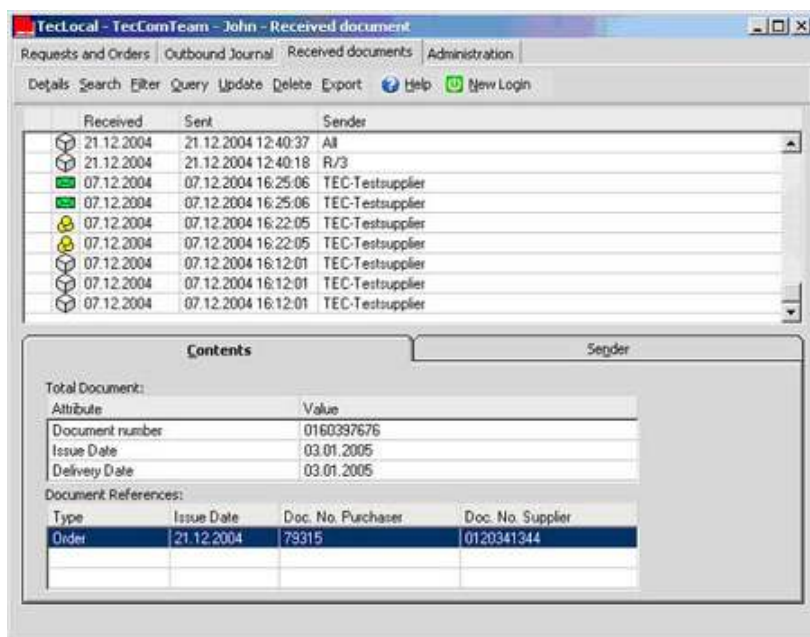 TecLocal - TecComTeam - John - Received document
Requests and Orders Outbound Journal Received documents Administration
Details Search Filter Query Update Delete Export Help New Login
Received Sent Sender
21.12.2004 21.12.2004 12:40:37 All
21.12.2004 21.12.2004 12:40:18 R/3
07.12.2004 07.12.2004 16:25:06 TEC-Testsupplier
07.12.2004 07.12.2004 16:25:06 TEC-Testsupplier
07.12.2004 07.12.2004 16:22:05 TEC-Testsupplier
07.12.2004 07.12.2004 16:22:05 TEC-Testsupplier
07.12.2004 07.12.2004 16:12:01 TEC-Testsupplier
07.12.2004 07.12.2004 16:12:01 TEC-Testsupplier
07.12.2004 07.12.2004 16:12:01 TEC-Testsupplier
Contents Sender
Total Document:
Attribute Value
Document number 0160397676
Issue Date 03.01.2005
Delivery Date 03.01.2005
Document References:
Type Issue Date Doc. No. Purchaser Doc. No. Supplier
Order 21.12.2004 79315 0120341344